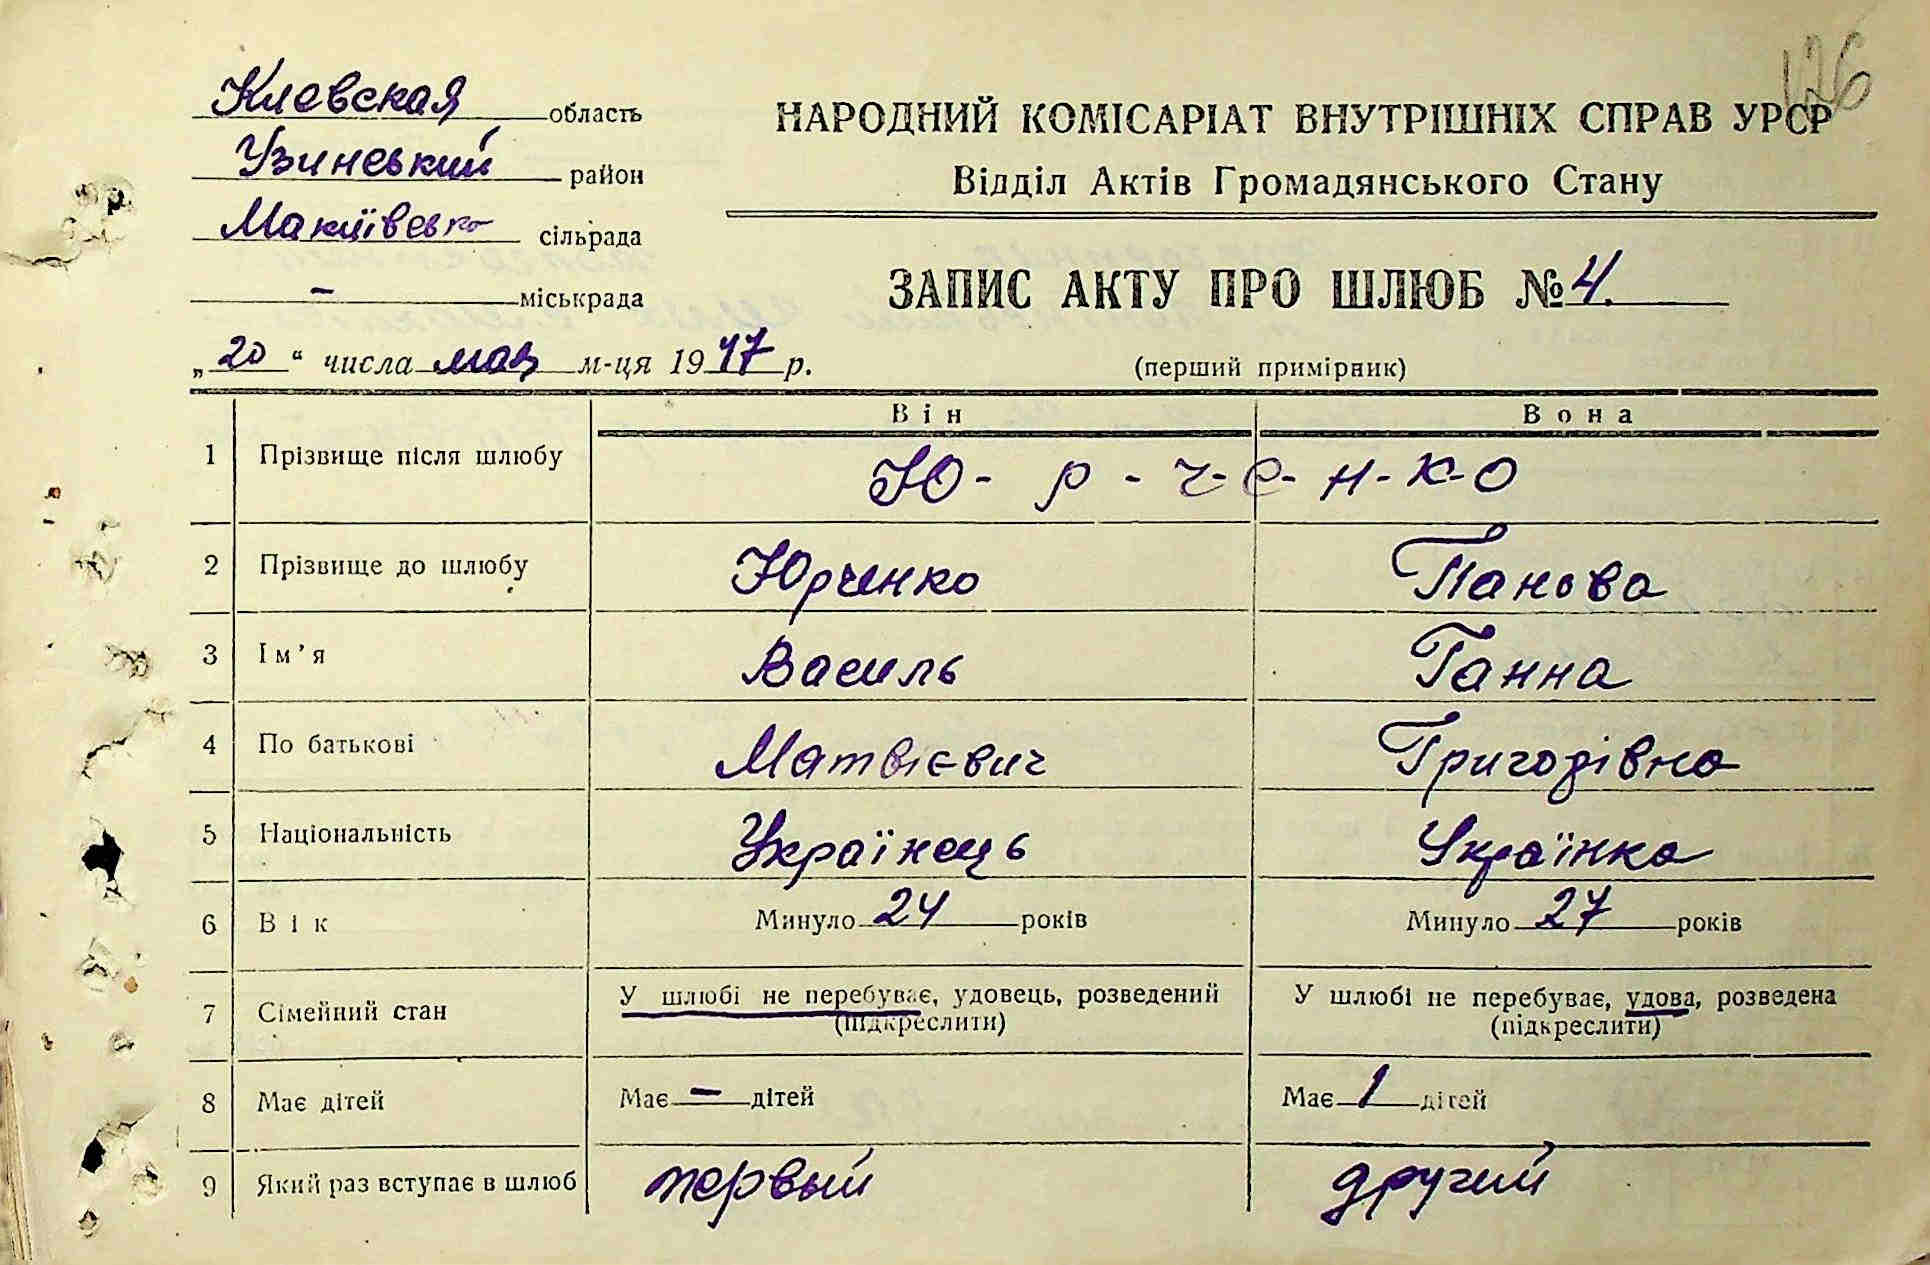 126
Киевская область
Узинський район
Макіївсько сільрада
- міськрада
НАРОДНИЙ КОМІСАРІАТ ВНУТРІШНІХ СПРАВ УРСР
Відділ Актів Громадянського Стану
ЗАПИС АКТУ ПРО ШЛЮБ № 4.
„20“ числа мая м-ця 1947 р.
(перший примірник)
Він Вона
1 Прізвище після шлюбу Ю-р-ч-е-н-к-о
2 Прізвище до шлюбу Юрченко Панова
3 Ім'я Василь Ганна
4 По батькові Матвієвич Григорівна
5 Національність Українець Українка
6 Вік Минуло 24 років Минуло 27 років
7 Сімейний стан У шлюбі не перебуває, удовець, розведений У шлюбі не перебуває, удова, розведена
(підкреслити) (підкреслити)
8 Має дітей Має - дітей Має 1 дітей
9 Який раз вступає в шлюб первый другий